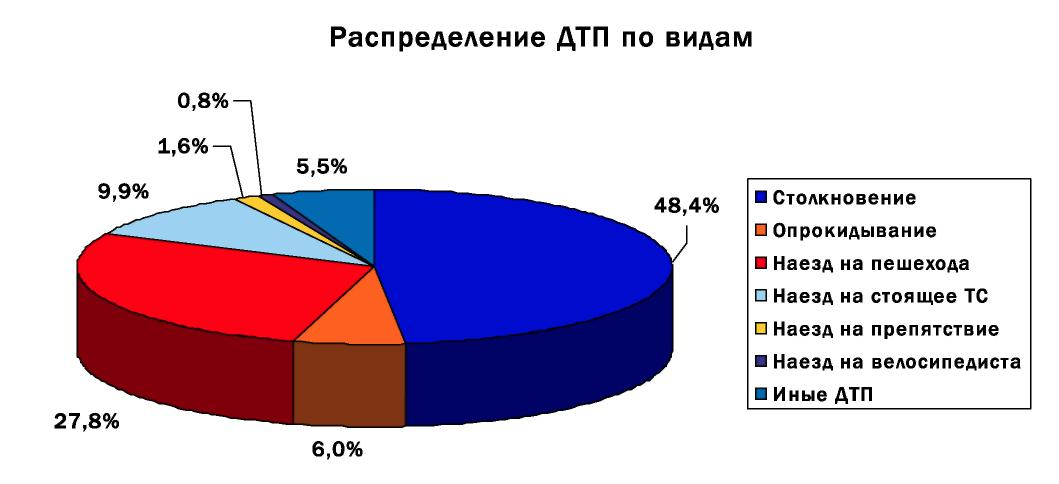 Распределение ДТП по видам
0,8%
1,6%
5,5%
9,9%
48,4%
27,8%
6,0%
Столкновение
Опрокидывание
Наезд на пешехода
Наезд на стоящее ТС
Наезд на препятствие
Наезд на велосипедиста
Иные ДТП